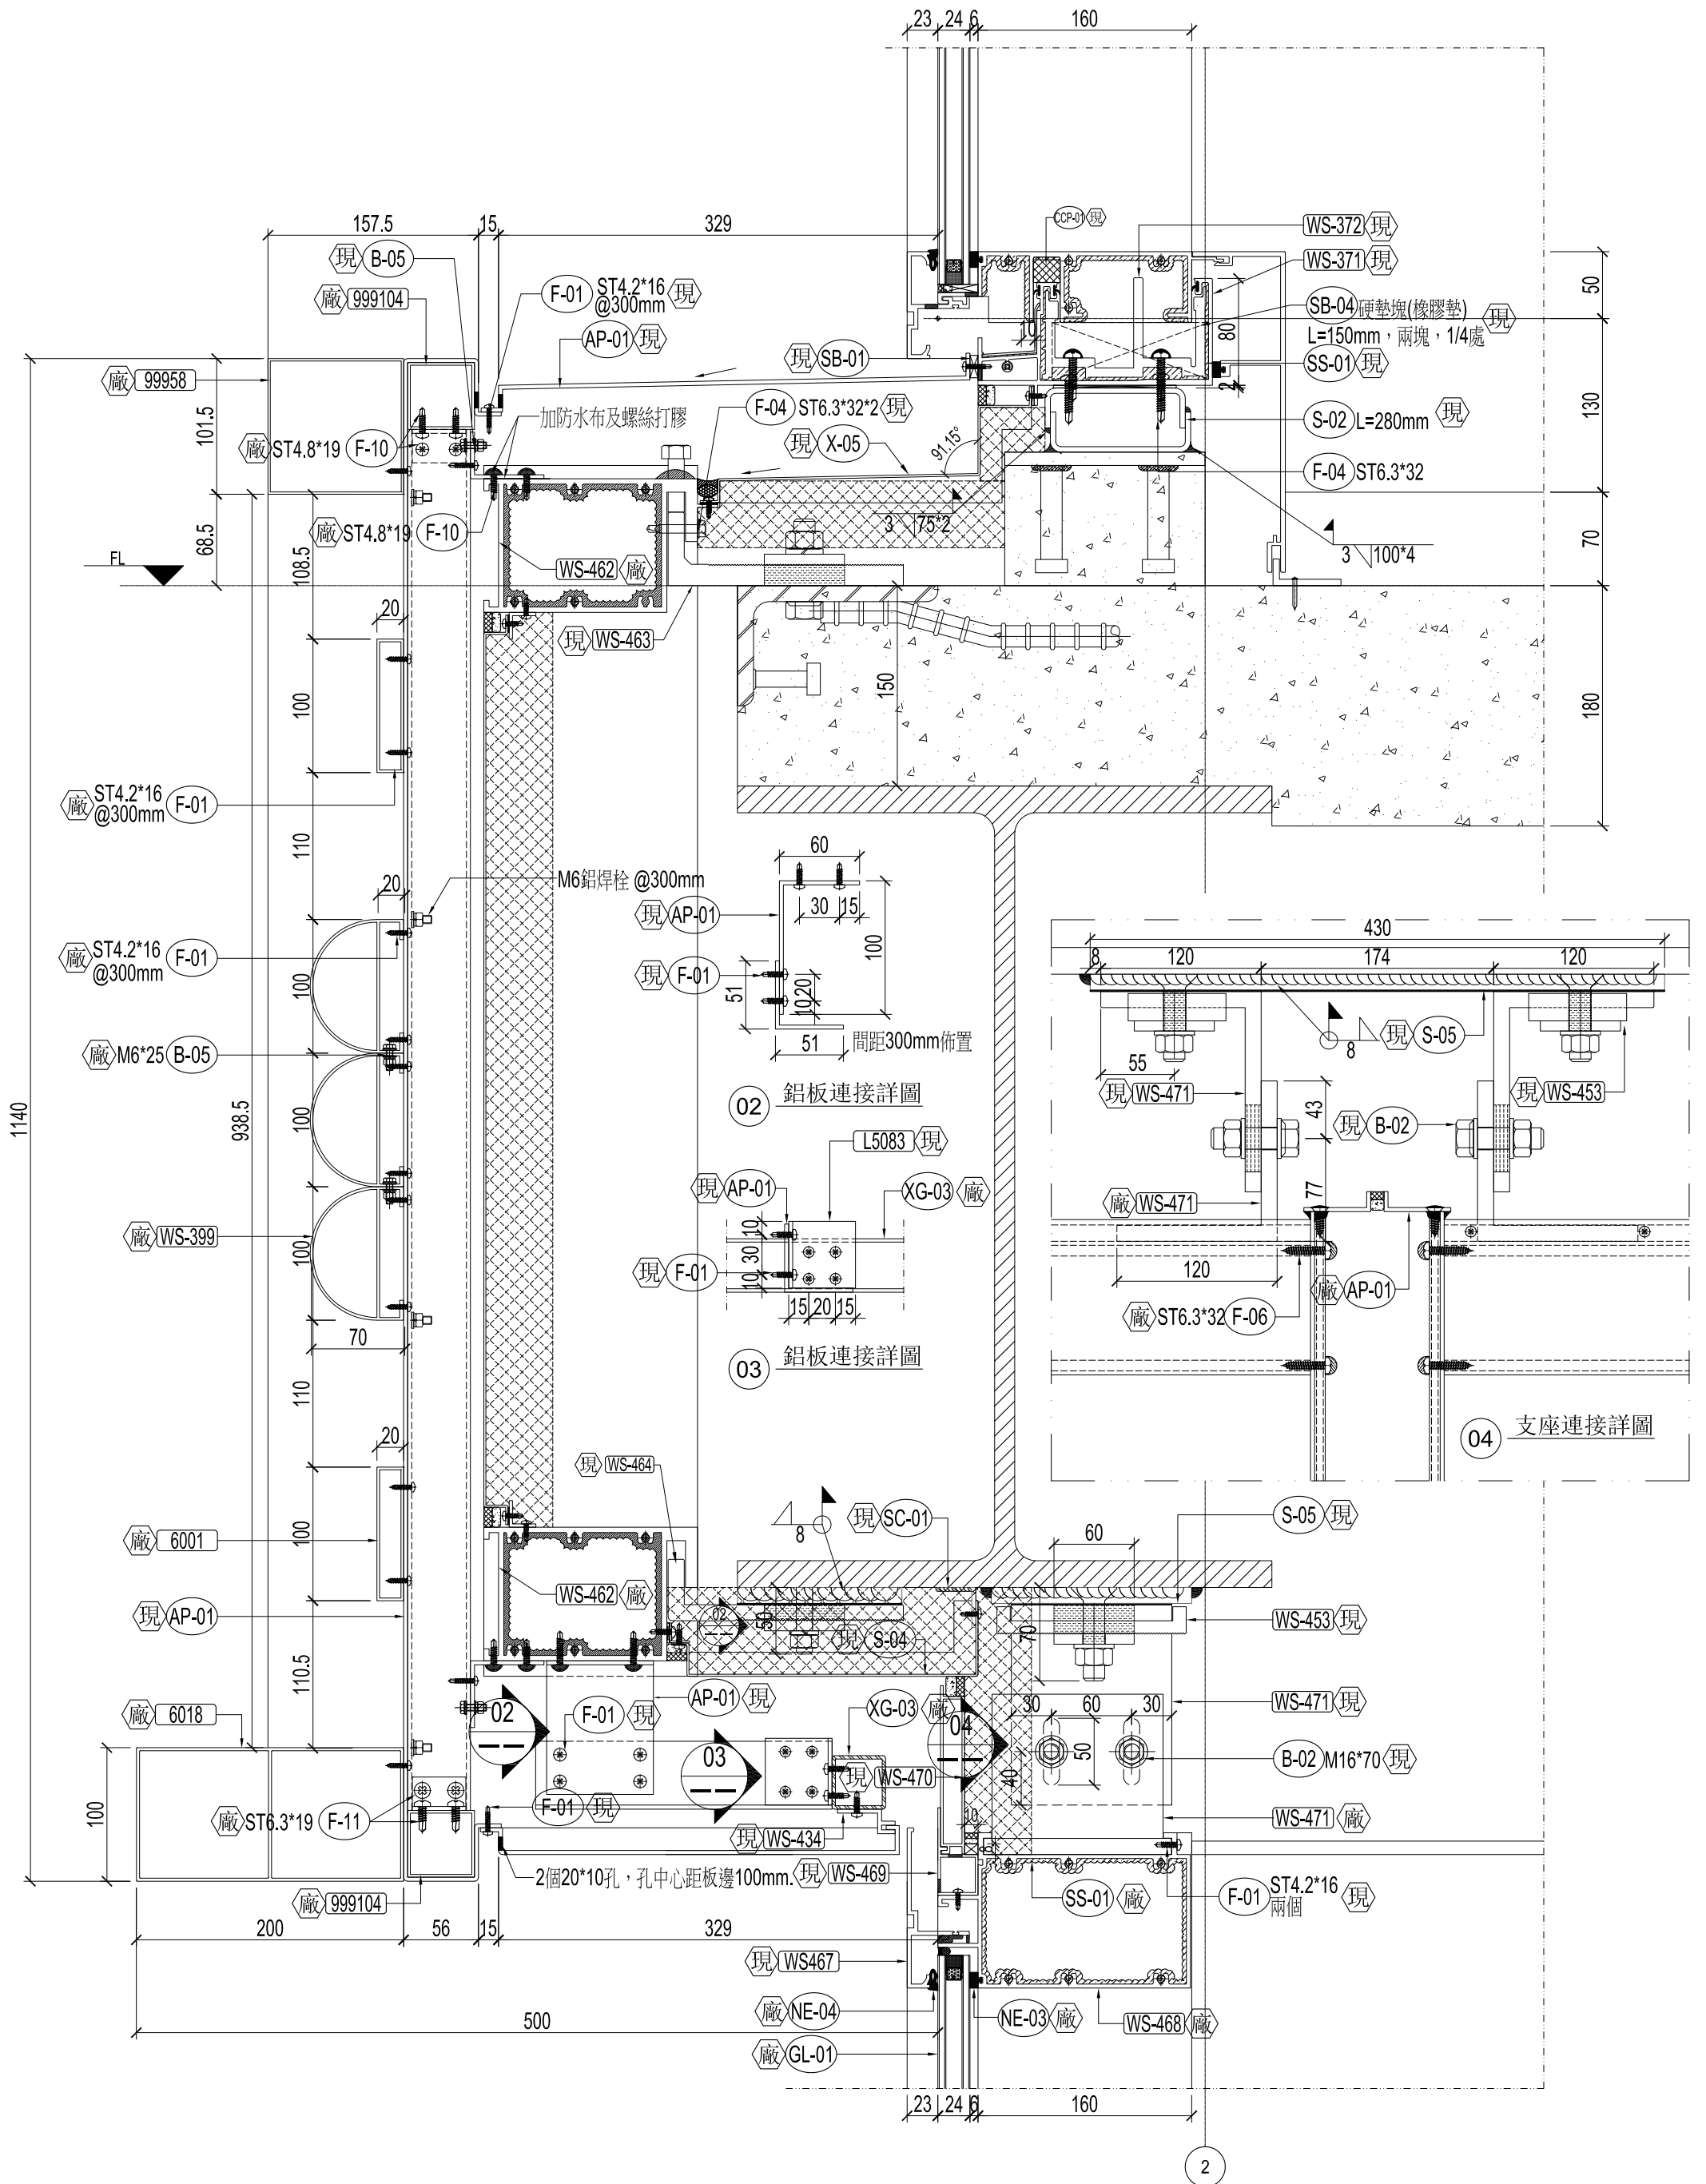 23 24 6 160
157.5 15 329
現 B-05
廠 999104
F-01 ST4.2*16 @300mm 現
AP-01 現
CCP-01 現
WS-372 現
WS-371 現
SB-04 硬墊塊(橡膠墊) 現
L=150mm，兩塊，1/4處
現 SB-01
10
80
2
SS-01 現
50
130
70
180
廠 99958
加防水布及螺絲打膠
F-04 ST6.3*32*2 現
現 X-05
91.15°
S-02 L=280mm 現
F-04 ST6.3*32
廠 ST4.8*19 F-10
廠 ST4.8*19 F-10
3 75*2
3 100*4
101.5
68.5
108.5
FL
WS-462 廠
現 WS-463
20
100
150
廠 ST4.2*16 @300mm F-01
110
20
M6鋁焊栓 @300mm
廠 ST4.2*16 @300mm F-01
100
廠 M6*25 B-05
100
1140
938.5
廠 WS-399
100
70
110
20
60
30 15
現 AP-01
100
現 F-01
51
20
10
51
間距300mm佈置
02 鋁板連接詳圖
L5083 現
現 AP-01
XG-03 廠
10
30
10
現 F-01
15 20 15
03 鋁板連接詳圖
430
8 120 174 120
8
現 S-05
55
現 WS-471
現 WS-453
43
現 B-02
77
廠 WS-471
120
廠 AP-01
廠 ST6.3*32 F-06
04 支座連接詳圖
現 WS-464
8
現 SC-01
60
S-05 現
廠 6001
100
WS-462 廠
現 AP-01
02
50
現 S-04
70
WS-453 現
110.5
廠 6018
02
AP-01 現
F-01 現
03
XG-03 廠
04
現 WS-470
30 60 30
50
40
WS-471 現
B-02 M16*70 現
WS-471 廠
100
廠 ST6.3*19 F-11
F-01 現
現 WS-434
10
2個20*10孔，孔中心距板邊100mm.
現 WS-469
廠 999104
SS-01 廠
F-01 ST4.2*16 兩個 現
200 56 15 329
現 WS467
廠 NE-04
NE-03 廠
WS-468 廠
500
廠 GL-01
23 24 6 160
2